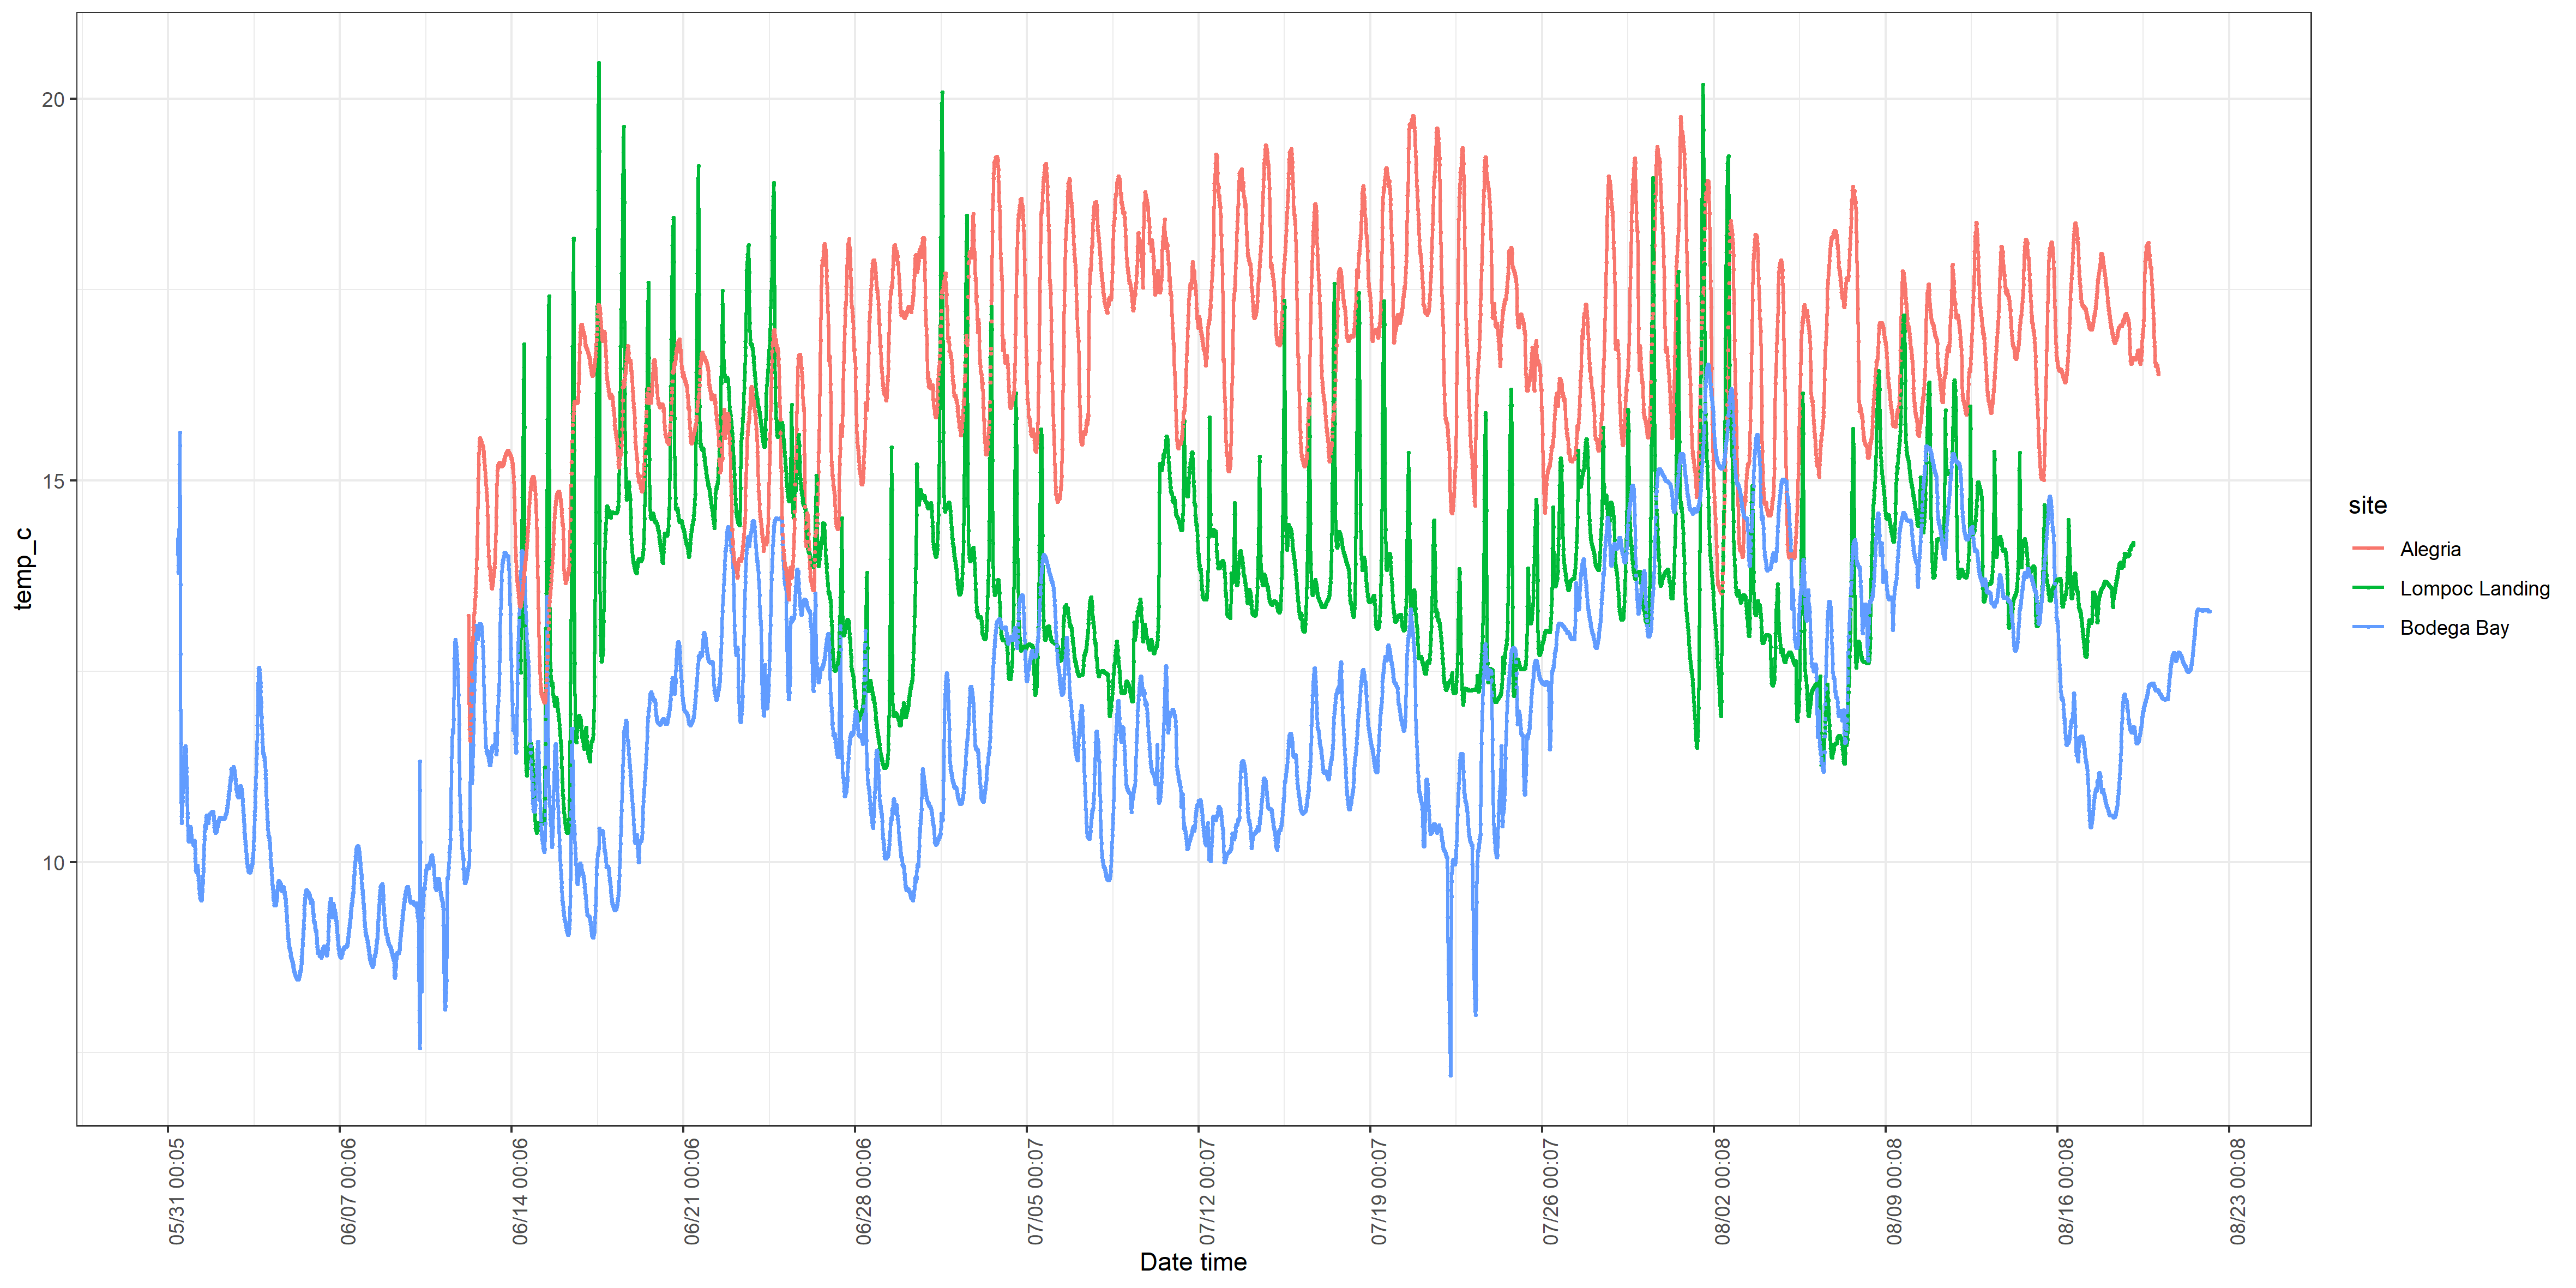 20
15
10
temp_c
05/31 00:05
06/07 00:06
06/14 00:06
06/21 00:06
06/28 00:06
07/05 00:07
07/12 00:07
07/19 00:07
07/26 00:07
08/02 00:08
08/09 00:08
08/16 00:08
08/23 00:08
Date time
site
Alegria
Lompoc Landing
Bodega Bay